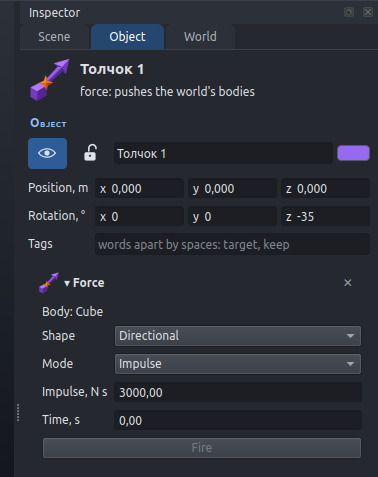 Inspector
Scene Object World
Толчок 1
force: pushes the world's bodies
Object
Толчок 1
Position, m x 0,000 y 0,000 z 0,000
Rotation, ° x 0 y 0 z -35
Tags words apart by spaces: target, keep
▾ Force ×
Body: Cube
Shape Directional
Mode Impulse
Impulse, N s 3000,00
Time, s 0,00
Fire